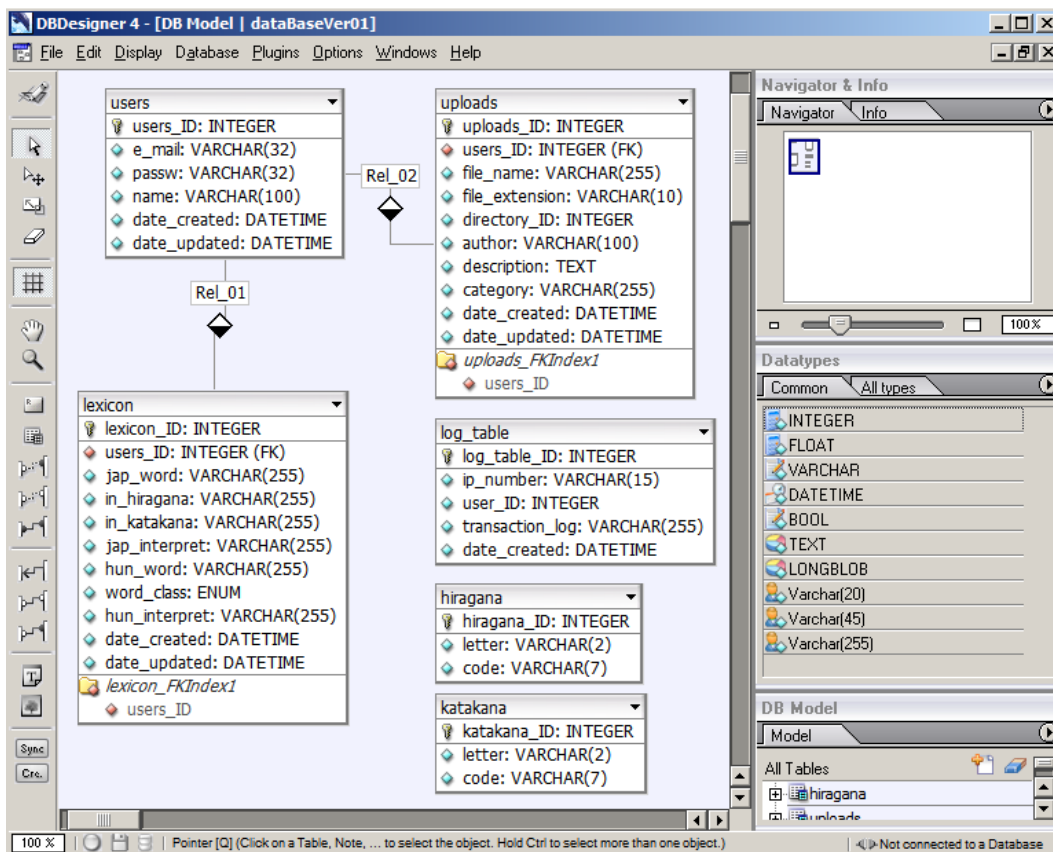 DBDesigner 4 - [DB Model | dataBaseVer01]
File Edit Display Database Plugins Options Windows Help
users
users_ID: INTEGER
e_mail: VARCHAR(32)
passw: VARCHAR(32)
name: VARCHAR(100)
date_created: DATETIME
date_updated: DATETIME
Rel_02
Rel_01
uploads
uploads_ID: INTEGER
users_ID: INTEGER (FK)
file_name: VARCHAR(255)
file_extension: VARCHAR(10)
directory_ID: INTEGER
author: VARCHAR(100)
description: TEXT
category: VARCHAR(255)
date_created: DATETIME
date_updated: DATETIME
uploads_FKIndex1
users_ID
lexicon
lexicon_ID: INTEGER
users_ID: INTEGER (FK)
jap_word: VARCHAR(255)
in_hiragana: VARCHAR(255)
in_katakana: VARCHAR(255)
jap_interpret: VARCHAR(255)
hun_word: VARCHAR(255)
word_class: ENUM
hun_interpret: VARCHAR(255)
date_created: DATETIME
date_updated: DATETIME
lexicon_FKIndex1
users_ID
log_table
log_table_ID: INTEGER
ip_number: VARCHAR(15)
user_ID: INTEGER
transaction_log: VARCHAR(255)
date_created: DATETIME
hiragana
hiragana_ID: INTEGER
letter: VARCHAR(2)
code: VARCHAR(7)
katakana
katakana_ID: INTEGER
letter: VARCHAR(2)
code: VARCHAR(7)
Sync
Cre.
Navigator & Info
Navigator Info
100%
Datatypes
Common All types
INTEGER
FLOAT
VARCHAR
DATETIME
BOOL
TEXT
LONGBLOB
Varchar(20)
Varchar(45)
Varchar(255)
DB Model
Model
All Tables
hiragana
uploads
100 % Pointer [Q] (Click on a Table, Note, ... to select the object. Hold Ctrl to select more than one object.) Not connected to a Database